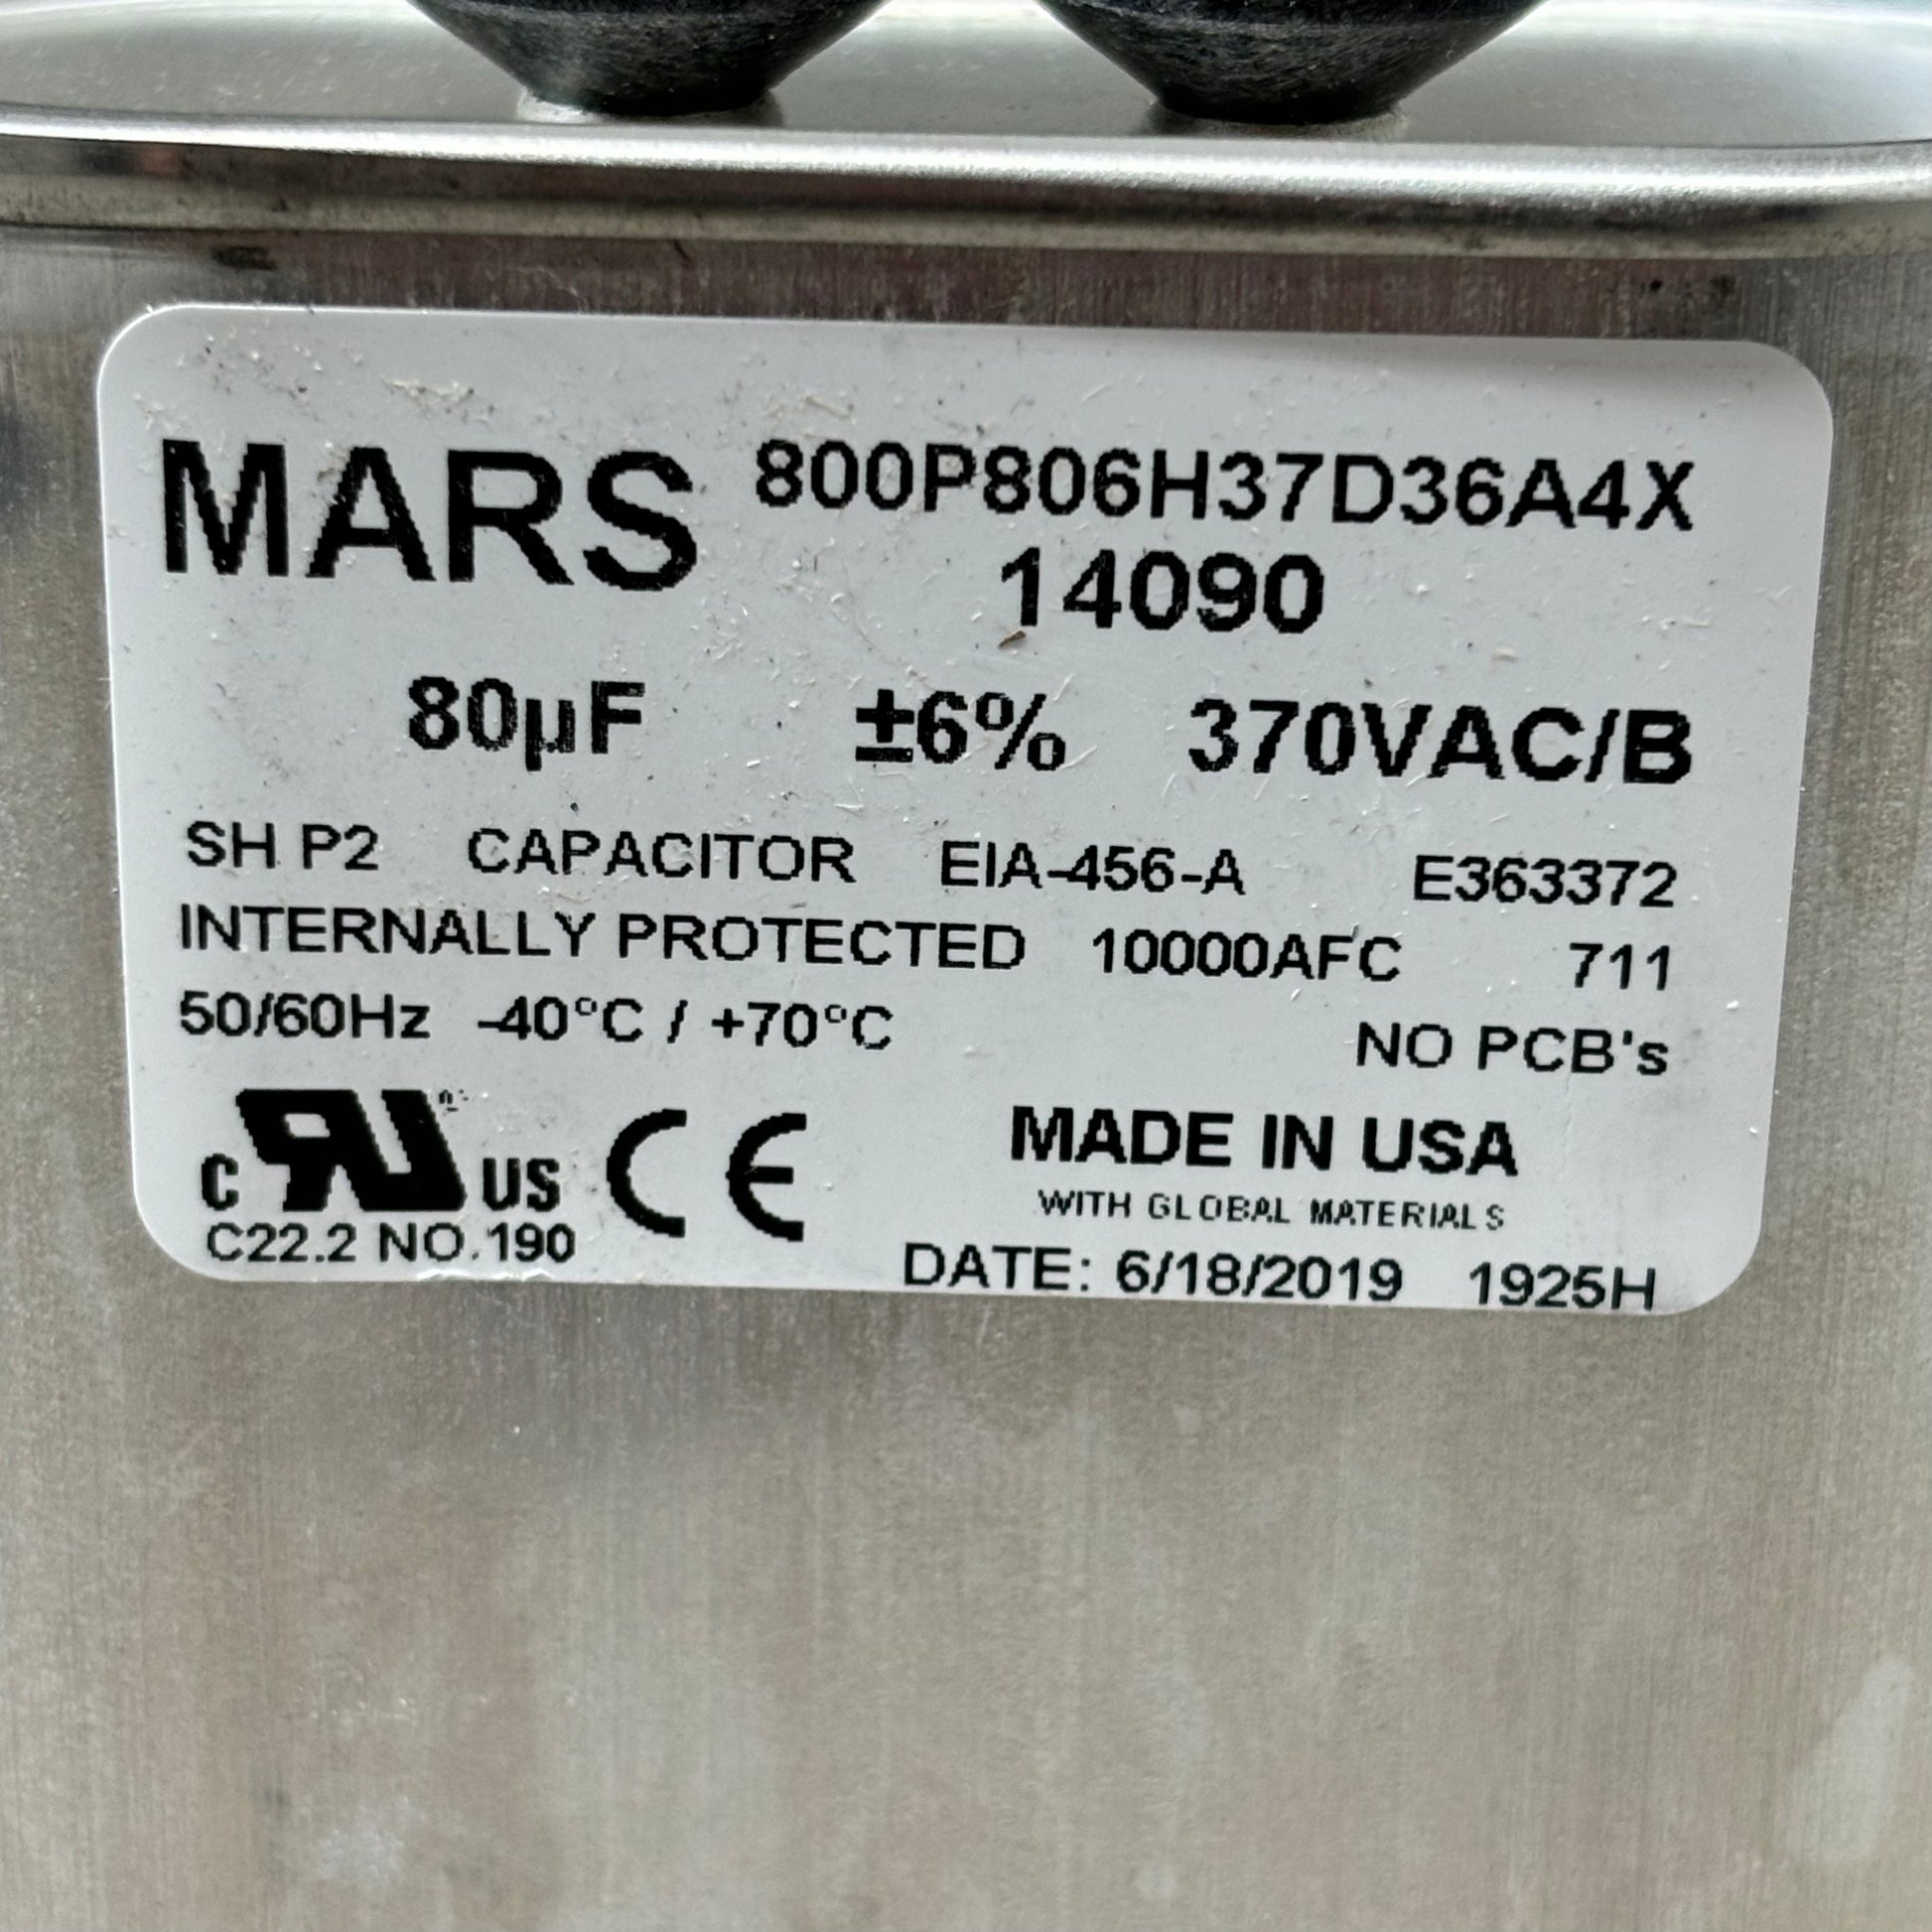 MARS 800P806H37D36A4X
14090
80µF ±6% 370VAC/B
SH P2 CAPACITOR EIA-456-A E363372
INTERNALLY PROTECTED 10000AFC 711
50/60Hz -40°C / +70°C NO PCB's
C RU US CE MADE IN USA
WITH GLOBAL MATERIALS
C22.2 NO.190 DATE: 6/18/2019 1925H